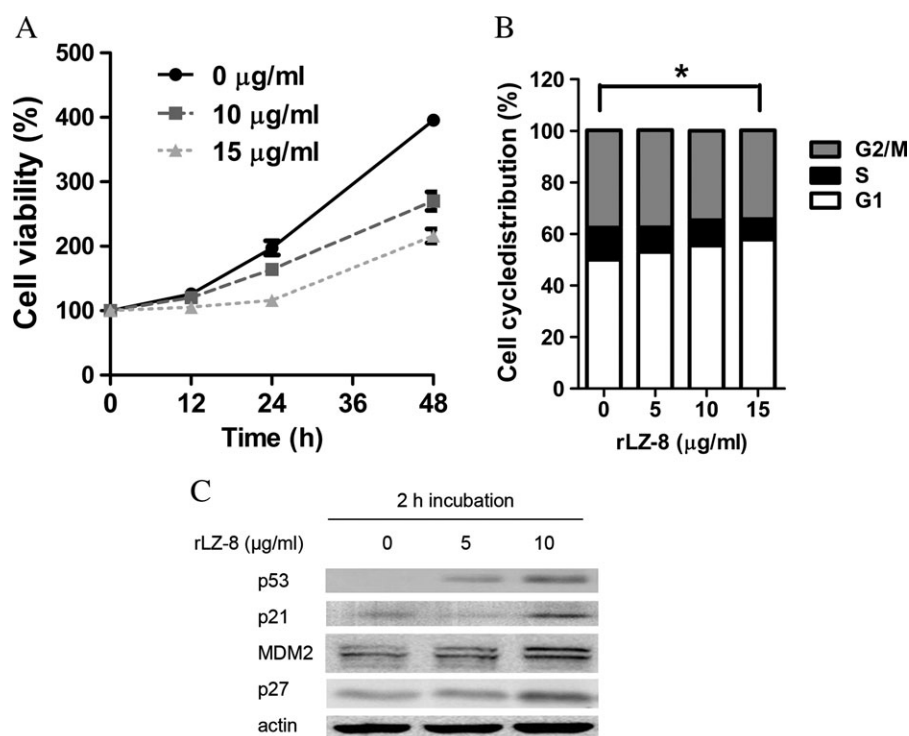 A
Cell viability (%)
500
400
300
200
100
0
0 µg/ml
10 µg/ml
15 µg/ml
0 12 24 36 48
Time (h)
B
*
Cell cycledistribution (%)
120
100
80
60
40
20
0
G2/M
S
G1
0 5 10 15
rLZ-8 (µg/ml)
C
2 h incubation
rLZ-8 (µg/ml) 0 5 10
p53
p21
MDM2
p27
actin